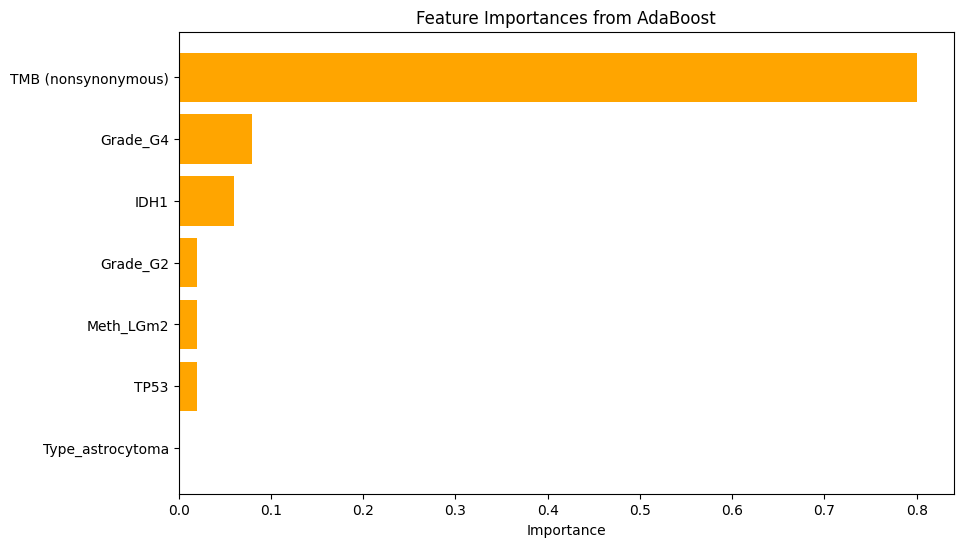 Feature Importances from AdaBoost
TMB (nonsynonymous)
Grade_G4
IDH1
Grade_G2
Meth_LGm2
TP53
Type_astrocytoma
0.0 0.1 0.2 0.3 0.4 0.5 0.6 0.7 0.8
Importance